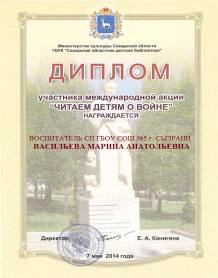 Министерство культуры Самарской области
ГБУК "Самарская областная детская библиотека"
ДИПЛОМ
участника международной акции
"ЧИТАЕМ ДЕТЯМ О ВОЙНЕ"
НАГРАЖДАЕТСЯ
ВОСПИТАТЕЛЬ СП ГБОУ СОШ №5 г. СЫЗРАНИ
ВАСИЛЬЕВА МАРИНА АНАТОЛЬЕВНА
Директор Е. А. Канигина
7 мая 2014 года